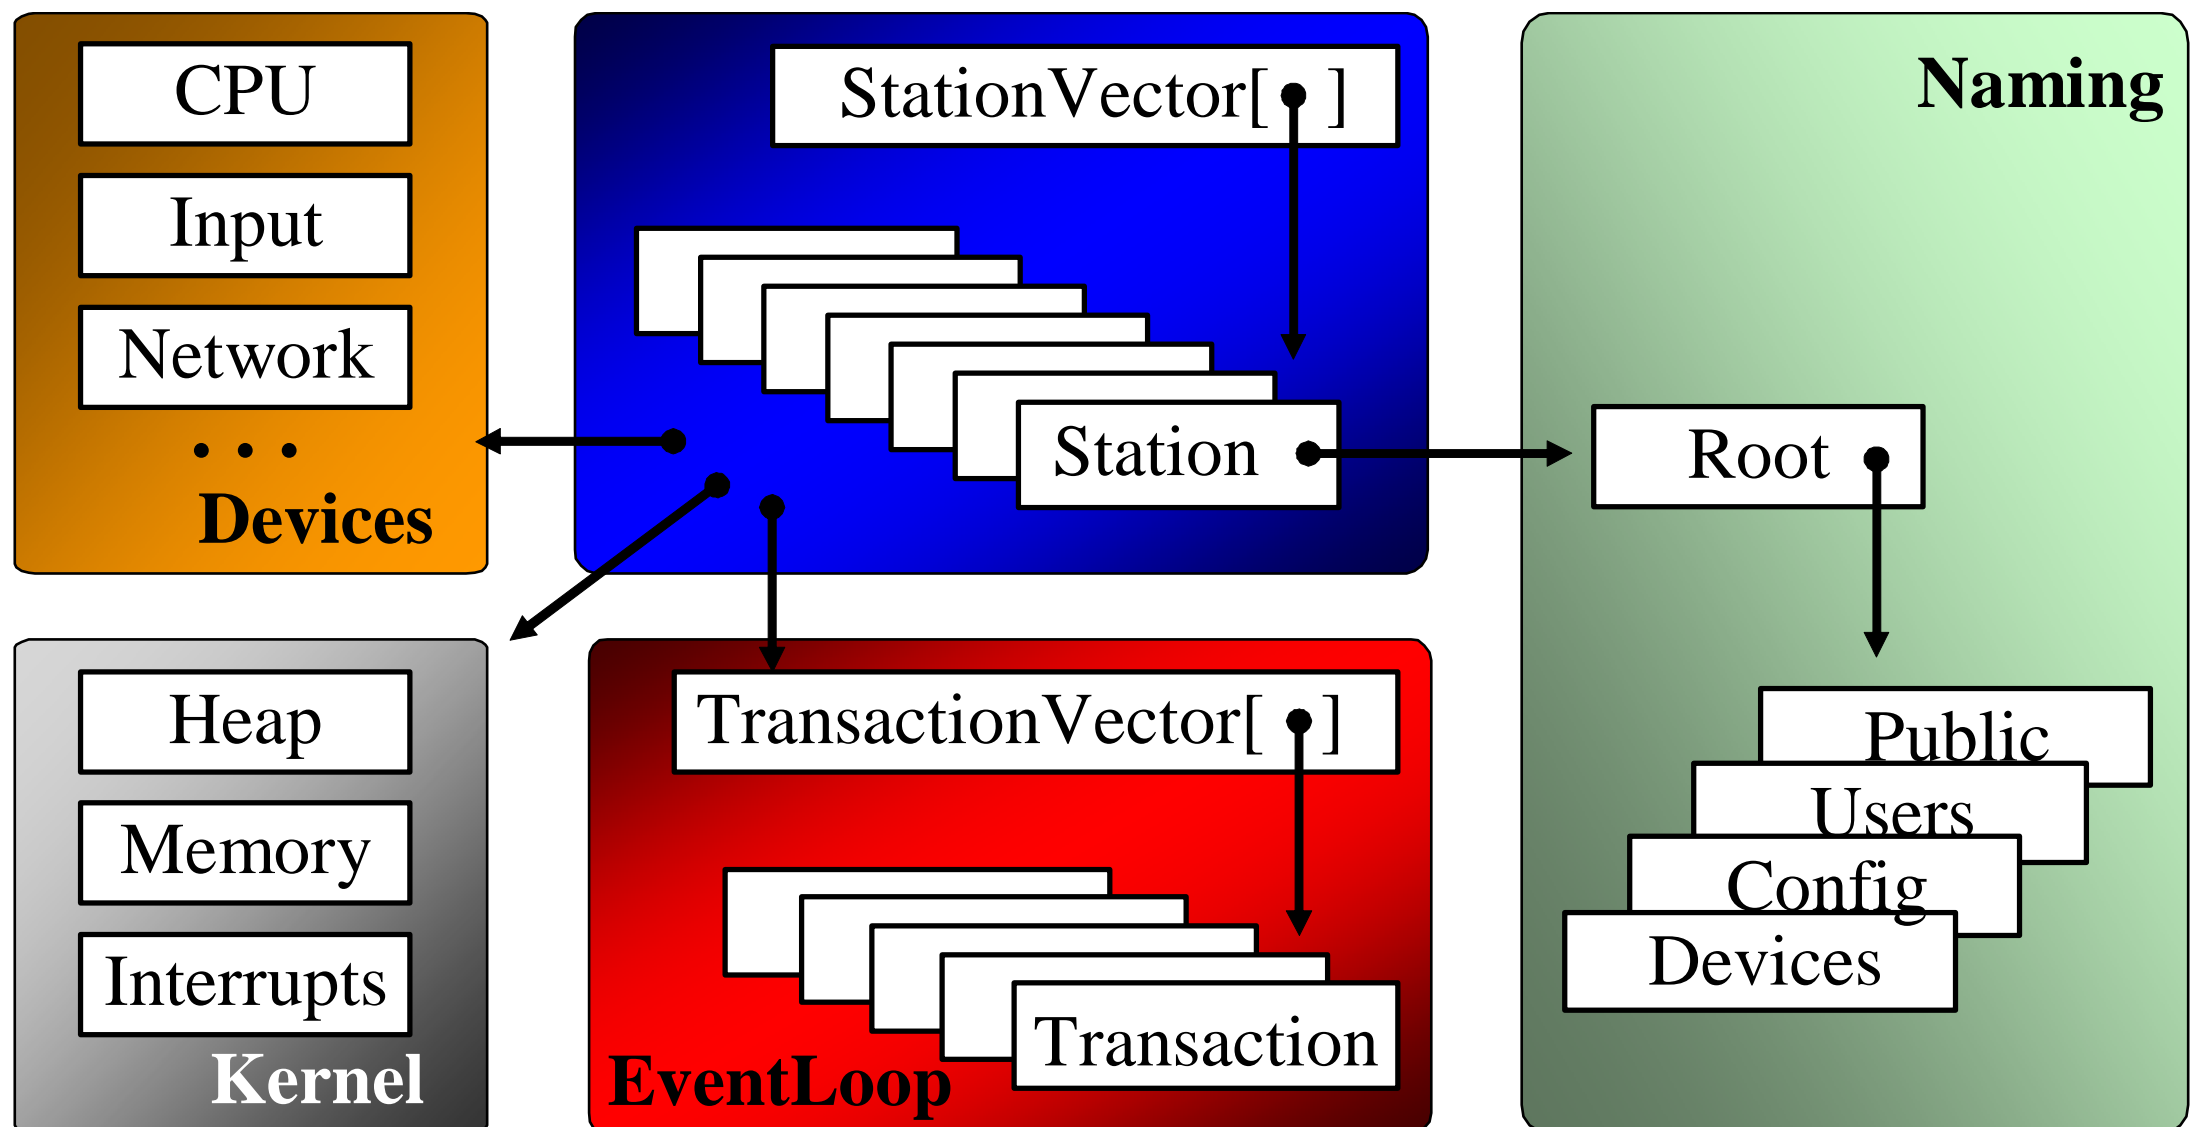 CPU
Input
Network
. . .
Devices
StationVector[ ]
Station
Naming
Root
Public
Users
Config
Devices
Heap
Memory
Interrupts
Kernel
TransactionVector[ ]
Transaction
EventLoop